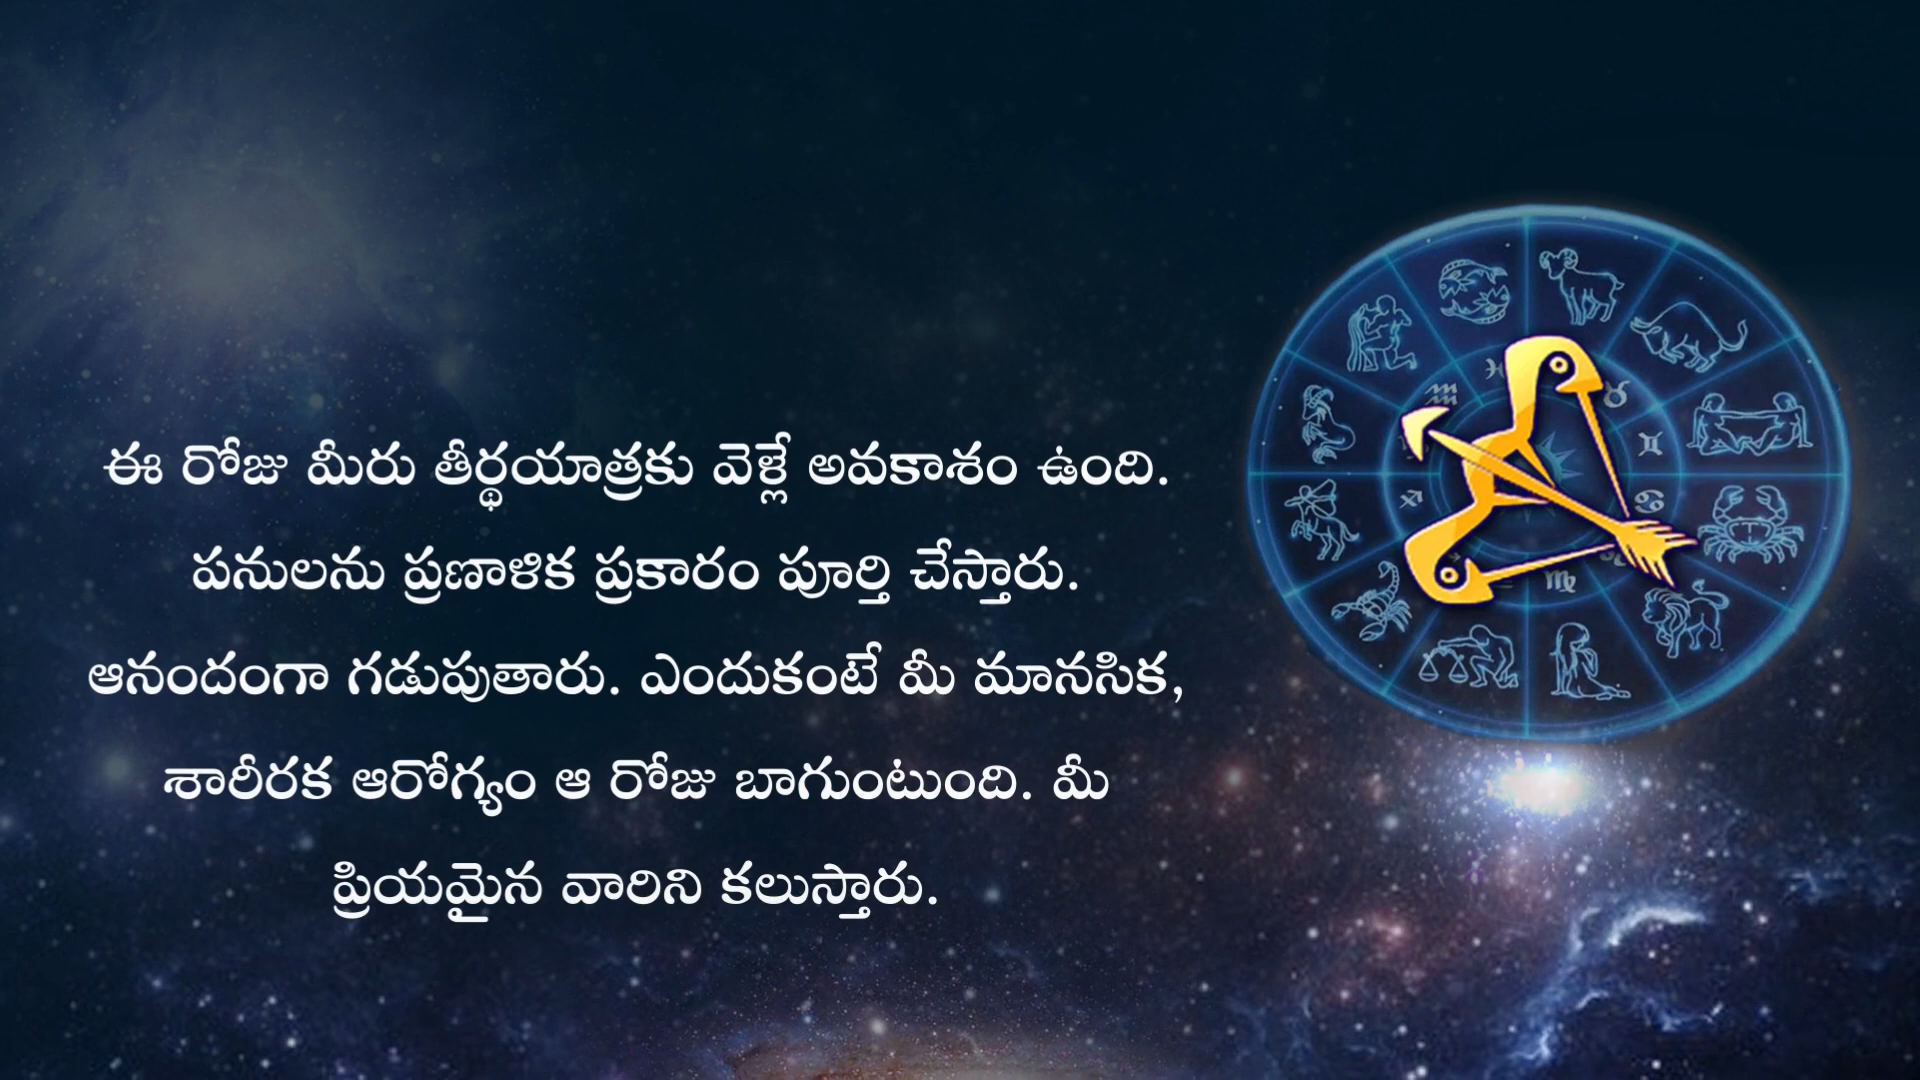 ఈ రోజు మీరు తీర్థయాత్రకు వెళ్లే అవకాశం ఉంది.
పనులను ప్రణాళిక ప్రకారం పూర్తి చేస్తారు.
ఆనందంగా గడుపుతారు. ఎందుకంటే మీ మానసిక,
శారీరక ఆరోగ్యం ఆ రోజు బాగుంటుంది. మీ
ప్రియమైన వారిని కలుస్తారు.